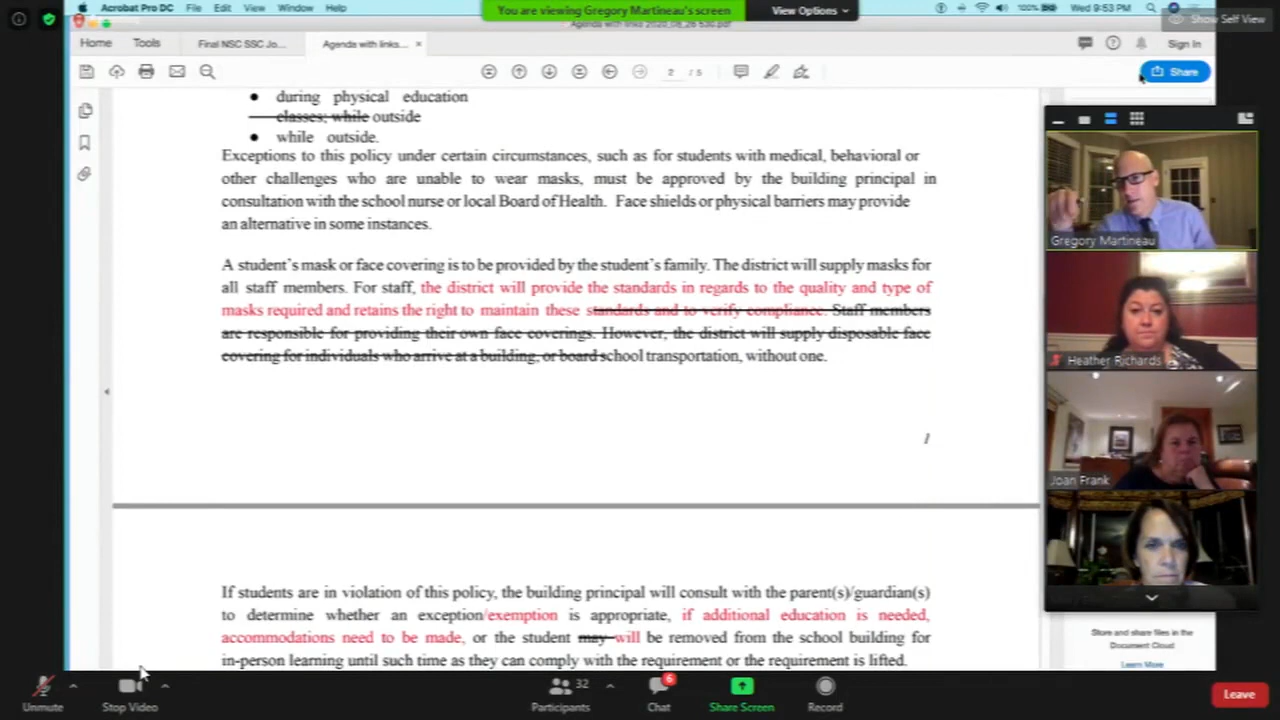 Acrobat Pro DC File Edit View Window Help
You are viewing Gregory Martineau's screen
View Options
100%
Wed 9:53 PM
Show Self View
Home Tools Final NSC SSC Jo... Agenda with links... × Sign In
2 / 5
Share
• during physical education
classes; while outside
• while outside.
Exceptions to this policy under certain circumstances, such as for students with medical, behavioral or
other challenges who are unable to wear masks, must be approved by the building principal in
consultation with the school nurse or local Board of Health. Face shields or physical barriers may provide
an alternative in some instances.
A student's mask or face covering is to be provided by the student's family. The district will supply masks for
all staff members. For staff, the district will provide the standards in regards to the quality and type of
masks required and retains the right to maintain these standards and to verify compliance. Staff members
are responsible for providing their own face coverings. However, the district will supply disposable face
covering for individuals who arrive at a building, or board school transportation, without one.
1
If students are in violation of this policy, the building principal will consult with the parent(s)/guardian(s)
to determine whether an exception/exemption is appropriate, if additional education is needed,
accommodations need to be made, or the student may will be removed from the school building for
in-person learning until such time as they can comply with the requirement or the requirement is lifted.
Gregory Martineau
Heather Richards
Joan Frank
Store and share files in the
Document Cloud
Learn More
Unmute
Stop Video
32
Participants
6
Chat
Share Screen
Record
Leave